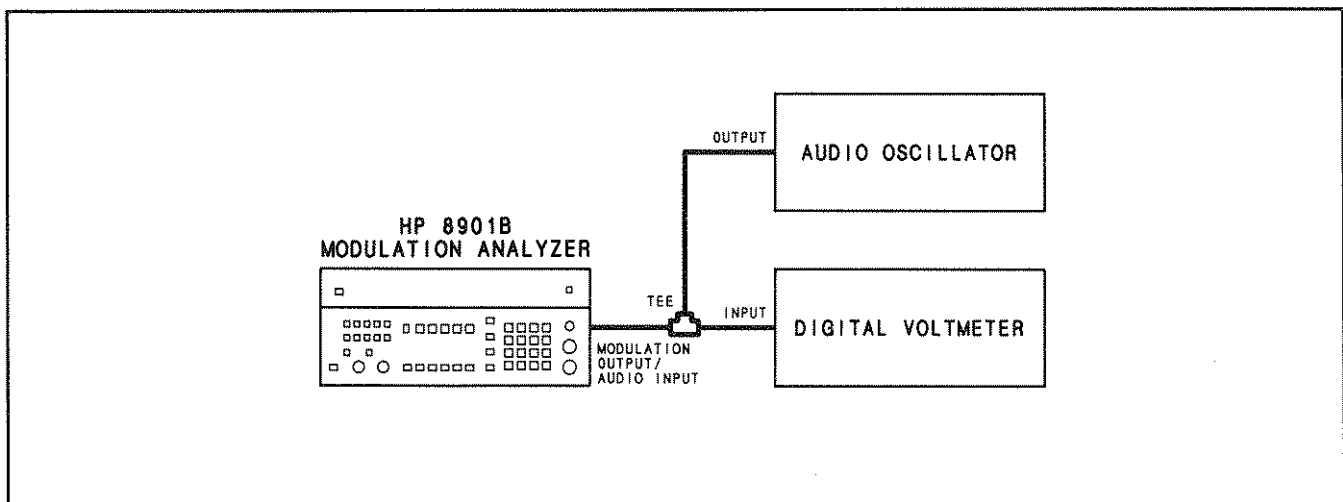 OUTPUT
AUDIO OSCILLATOR
HP 8901B
MODULATION ANALYZER
TEE
INPUT
DIGITAL VOLTMETER
MODULATION
OUTPUT/
AUDIO INPUT